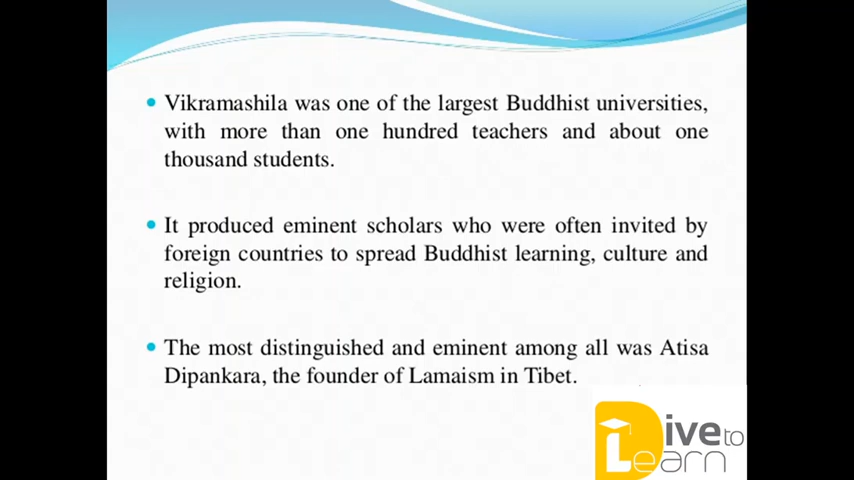 Vikramashila was one of the largest Buddhist universities,
with more than one hundred teachers and about one
thousand students.
It produced eminent scholars who were often invited by
foreign countries to spread Buddhist learning, culture and
religion.
The most distinguished and eminent among all was Atisa
Dipankara, the founder of Lamaism in Tibet.
Dive to
Learn